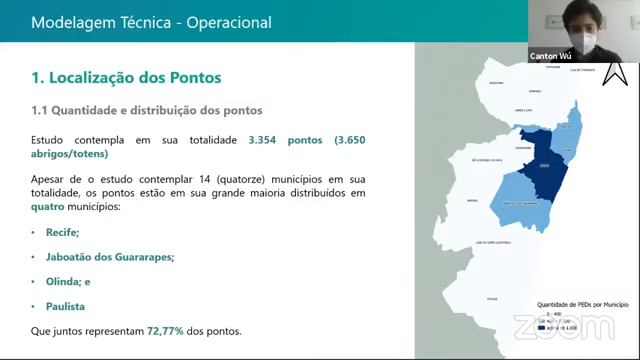 Modelagem Técnica - Operacional
Canton Wú
1. Localização dos Pontos
1.1 Quantidade e distribuição dos pontos
Estudo contempla em sua totalidade 3.354 pontos (3.650
abrigos/totens)
Apesar de o estudo contemplar 14 (quatorze) municípios em sua
totalidade, os pontos estão em sua grande maioria distribuídos em
quatro municípios:
• Recife;
• Jaboatão dos Guararapes;
• Olinda; e
• Paulista
Que juntos representam 72,77% dos pontos.
Quantidade de PEDs por Município
0 - 400
zoom